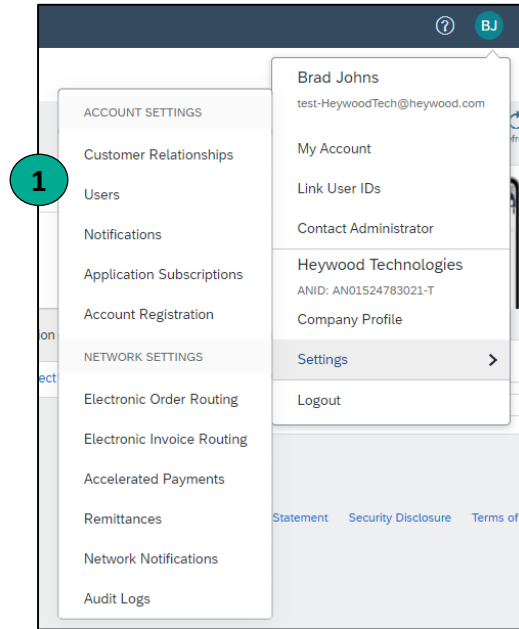 ?
BJ
Brad Johns
test-HeywoodTech@heywood.com
My Account
Link User IDs
Contact Administrator
Heywood Technologies
ANID: AN01524783021-T
Company Profile
Settings
Logout
ACCOUNT SETTINGS
Customer Relationships
1
Users
Notifications
Application Subscriptions
Account Registration
NETWORK SETTINGS
Electronic Order Routing
Electronic Invoice Routing
Accelerated Payments
Remittances
Network Notifications
Audit Logs
ion
ect
Statement Security Disclosure Terms of